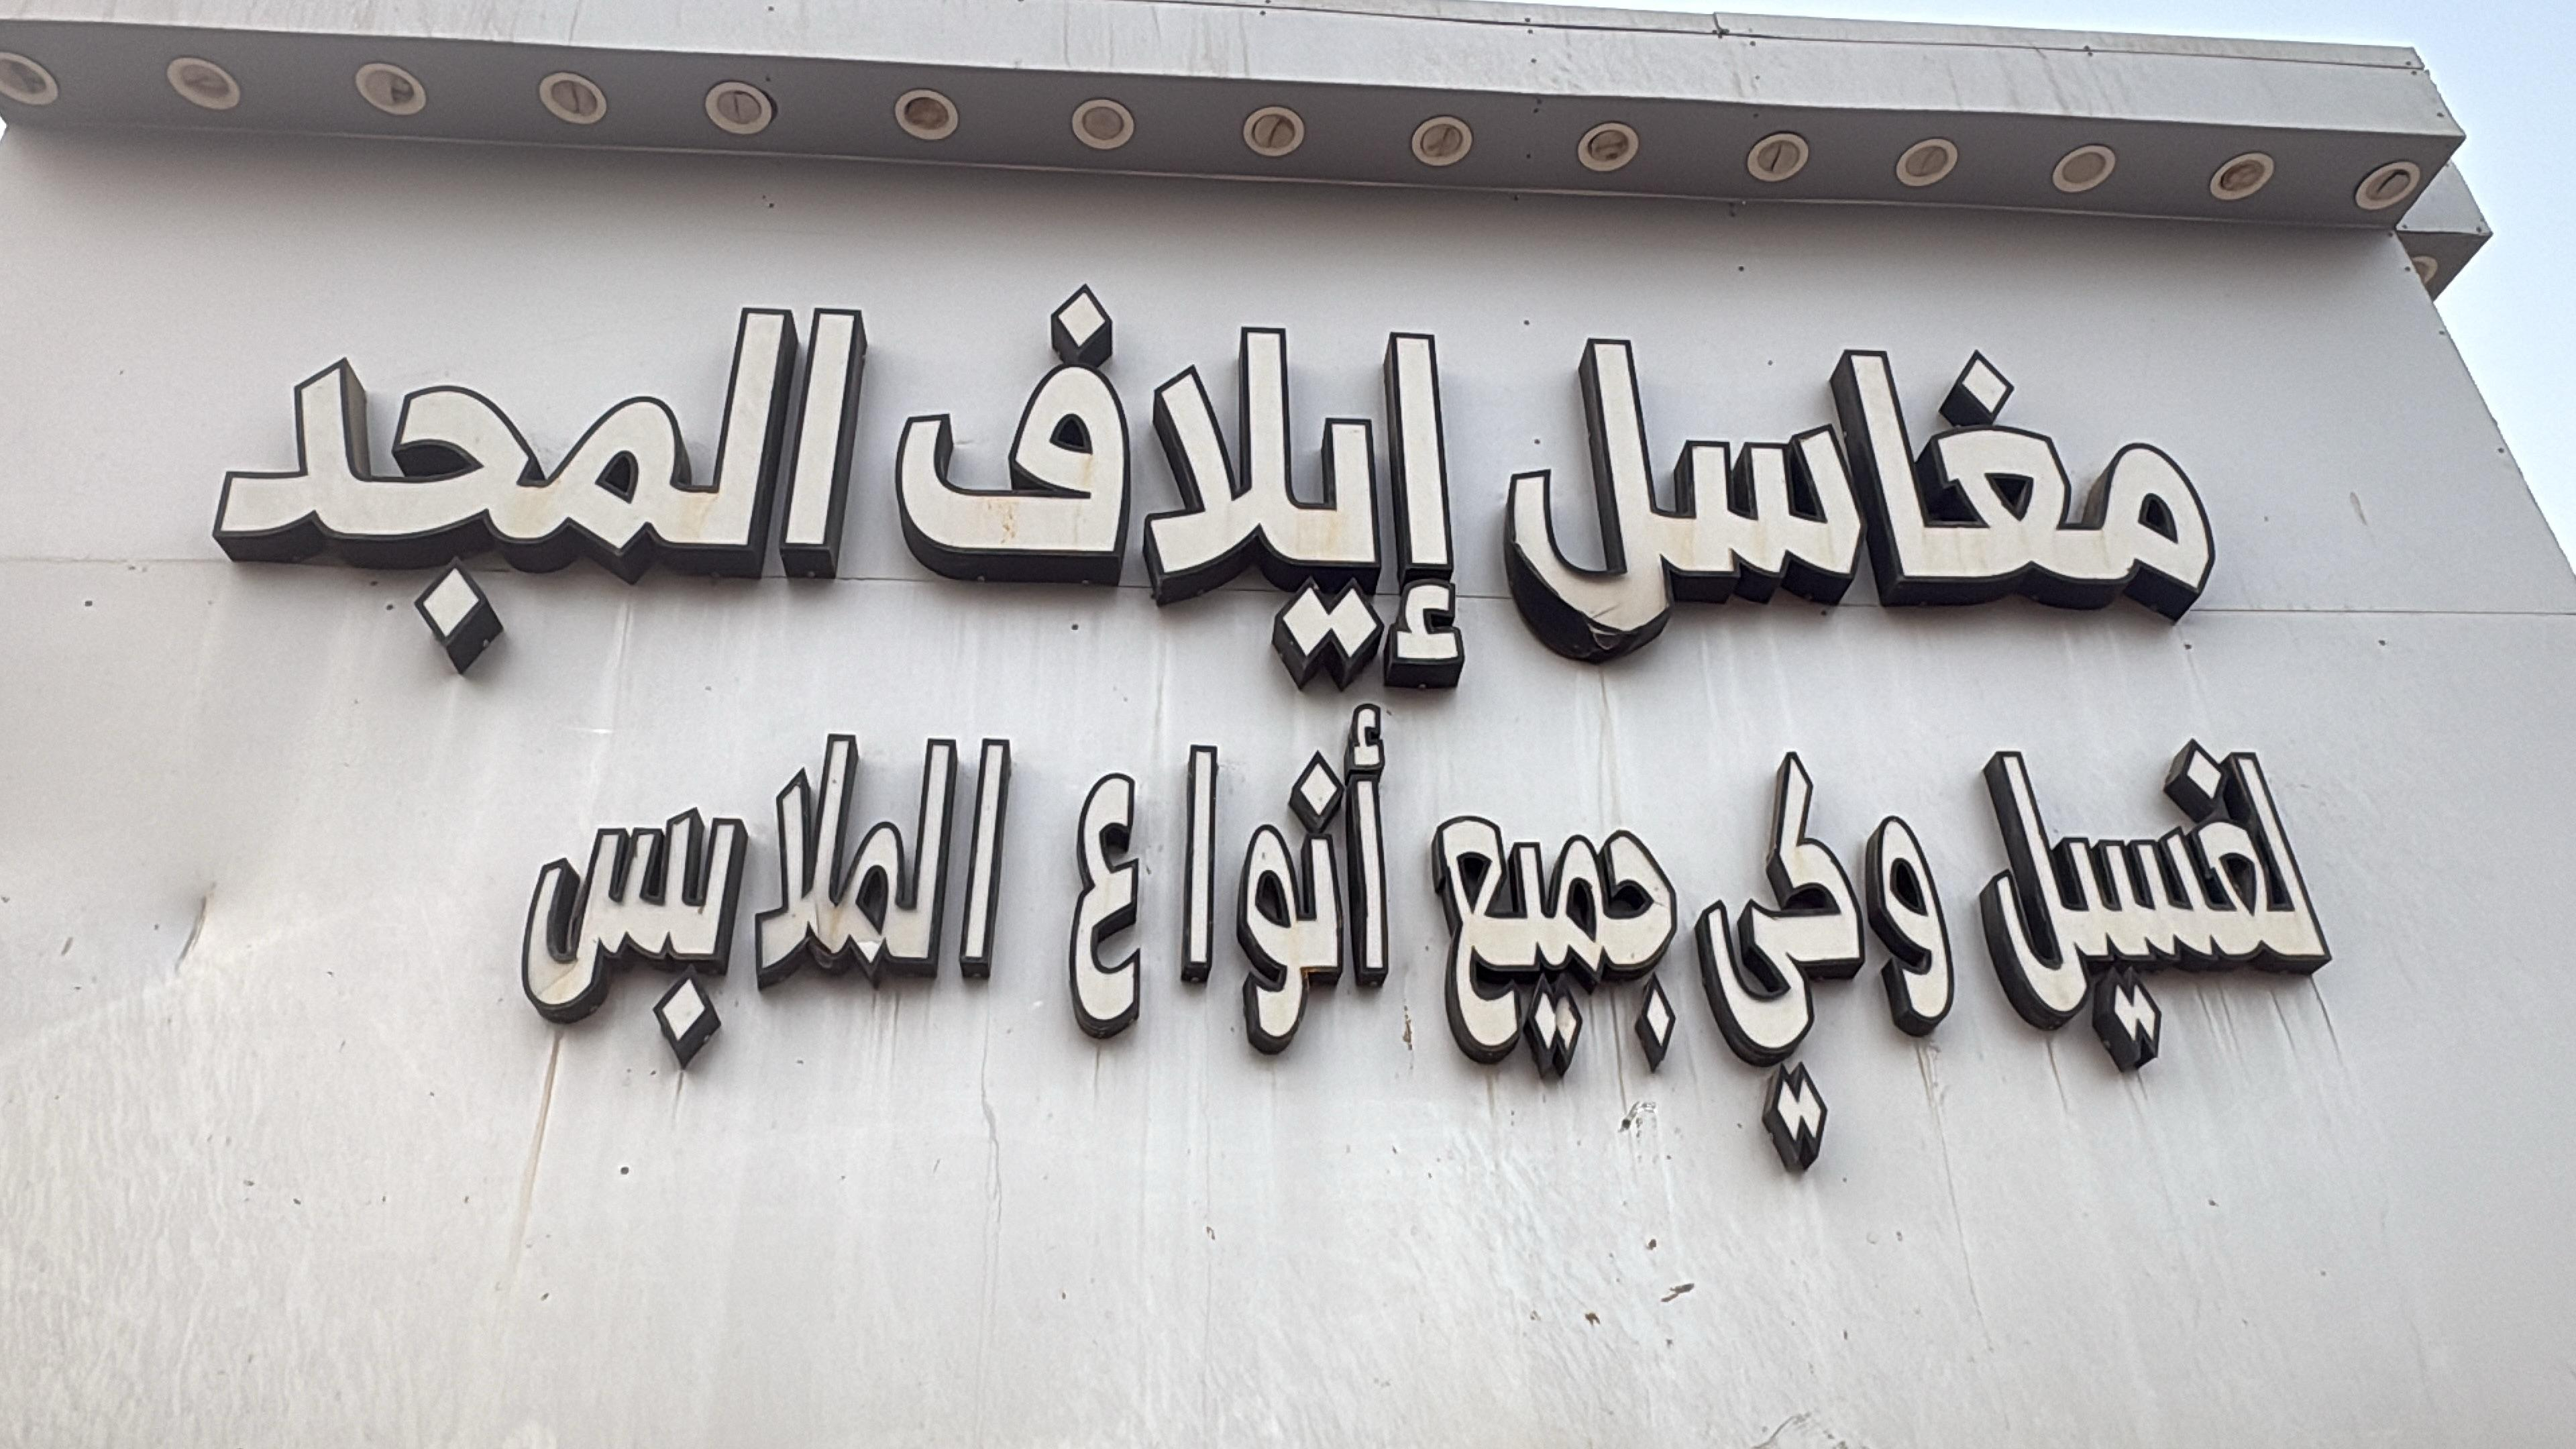 مغاسل إيلاف المجد
لغسيل وكي جميع أنواع الملابس